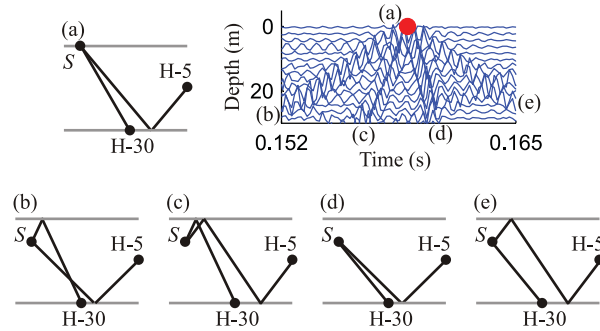 (a)
S
H-5
H-30
(a)
0
Depth (m)
20
(b)
(c)
(d)
(e)
0.152
0.165
Time (s)
(b)
S
H-5
H-30
(c)
S
H-5
H-30
(d)
S
H-5
H-30
(e)
S
H-5
H-30